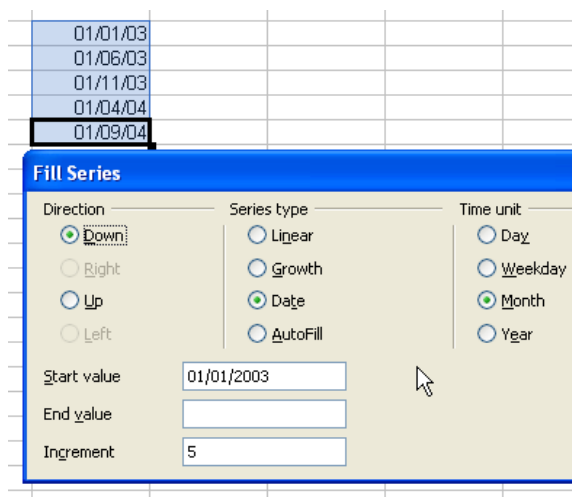 01/01/03
01/06/03
01/11/03
01/04/04
01/09/04
Fill Series
Direction Series type Time unit
Down Linear Day
Right Growth Weekday
Up Date Month
Left AutoFill Year
Start value 01/01/2003
End value
Increment 5